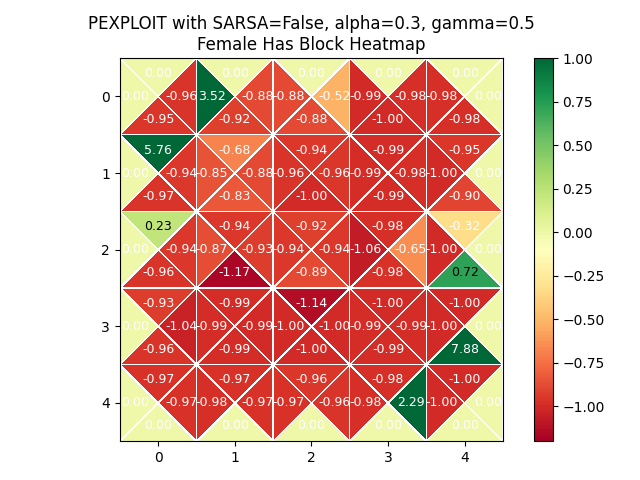 PEXPLOIT with SARSA=False, alpha=0.3, gamma=0.5
Female Has Block Heatmap
0.00 0.00 0.00 0.00 0.00
0 0.00 -0.96 3.52 -0.88 -0.88 -0.52 -0.99 -0.98 -0.98 0.00
-0.95 -0.92 -0.88 -1.00 -0.98
5.76 -0.68 -0.94 -0.99 -0.95
1 0.00 -0.94 -0.85 -0.88 -0.96 -0.96 -0.99 -0.98 -1.00 0.00
-0.97 -0.83 -1.00 -0.99 -0.90
0.23 -0.94 -0.92 -0.98 -0.32
2 0.00 -0.94 -0.87 -0.93 -0.94 -0.94 -1.06 -0.65 -1.00 0.00
-0.96 -1.17 -0.89 -0.98 0.72
-0.93 -0.99 -1.14 -1.00 -1.00
3 0.00 -1.04 -0.99 -0.99 -1.00 -1.00 -0.99 -0.99 -1.00 0.00
-0.96 -0.99 -1.00 -0.99 7.88
-0.97 -0.97 -0.96 -0.98 -1.00
4 0.00 -0.97 -0.98 -0.97 -0.97 -0.96 -0.98 2.29 -1.00 0.00
0.00 0.00 0.00 0.00 0.00
0 1 2 3 4
1.00
0.75
0.50
0.25
0.00
−0.25
−0.50
−0.75
−1.00